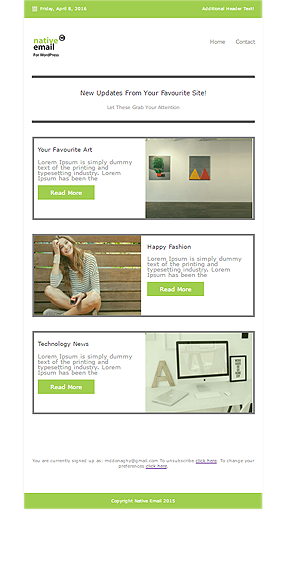 Friday, April 8, 2016
Additional Header Text!
native
email
For WordPress
Home Contact
New Updates From Your Favourite Site!
Let These Grab Your Attention
Your Favourite Art
Lorem Ipsum is simply dummy
text of the printing and
typesetting industry. Lorem
Ipsum has been the
Read More
Happy Fashion
Lorem Ipsum is simply dummy
text of the printing and
typesetting industry. Lorem
Ipsum has been the
Read More
Technology News
Lorem Ipsum is simply dummy
text of the printing and
typesetting industry. Lorem
Ipsum has been the
Read More
A
You are currently signed up as: mddonaghy@gmail.com To unsubscribe click here. To change your
preferences click here.
Copyright Native Email 2015